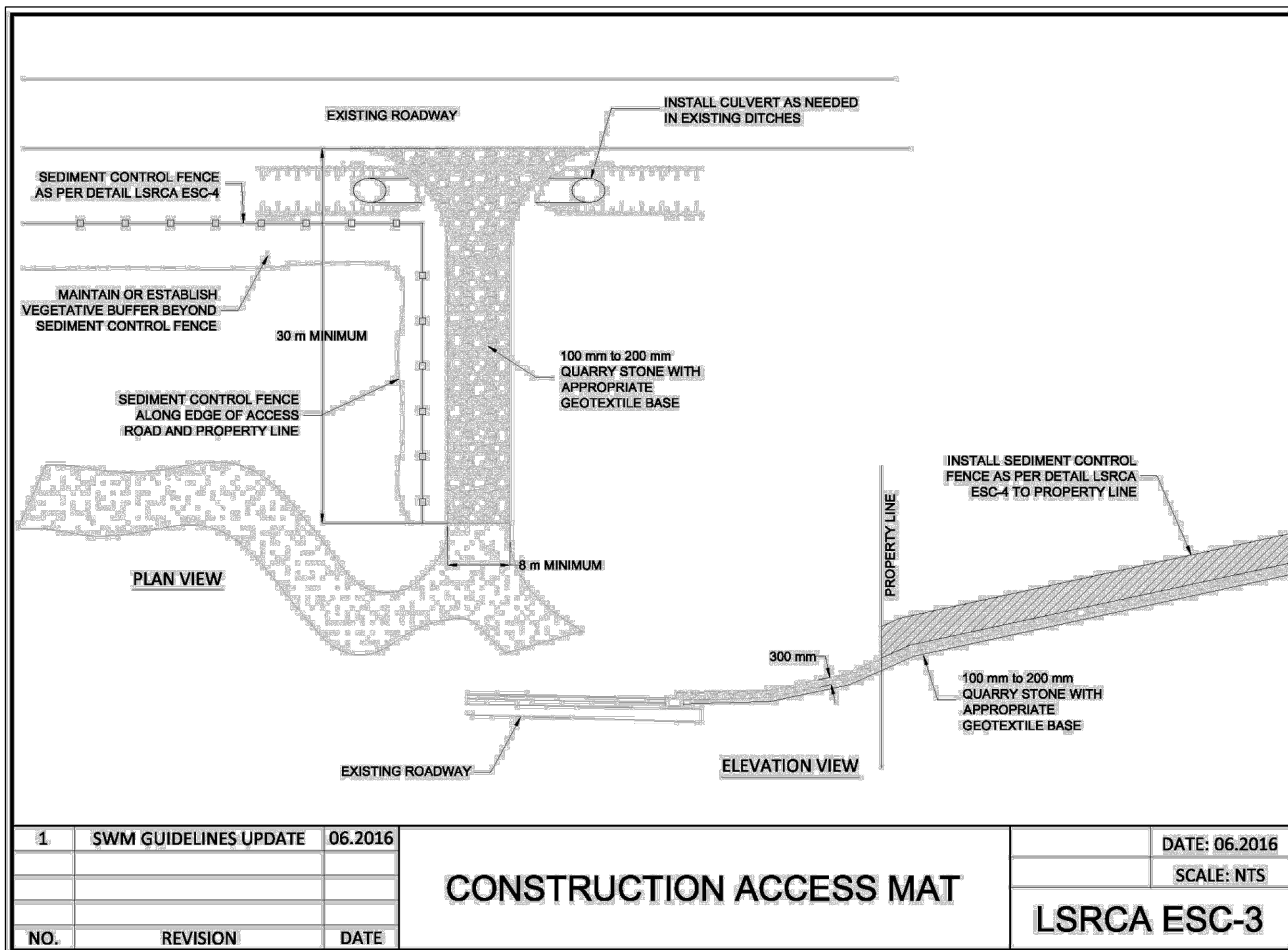 EXISTING ROADWAY
INSTALL CULVERT AS NEEDED
IN EXISTING DITCHES
SEDIMENT CONTROL FENCE
AS PER DETAIL LSRCA ESC-4
MAINTAIN OR ESTABLISH
VEGETATIVE BUFFER BEYOND
SEDIMENT CONTROL FENCE
30 m MINIMUM
100 mm to 200 mm
QUARRY STONE WITH
APPROPRIATE
GEOTEXTILE BASE
SEDIMENT CONTROL FENCE
ALONG EDGE OF ACCESS
ROAD AND PROPERTY LINE
8 m MINIMUM
PLAN VIEW
INSTALL SEDIMENT CONTROL
FENCE AS PER DETAIL LSRCA
ESC-4 TO PROPERTY LINE
PROPERTY LINE
300 mm
100 mm to 200 mm
QUARRY STONE WITH
APPROPRIATE
GEOTEXTILE BASE
EXISTING ROADWAY
ELEVATION VIEW
1 SWM GUIDELINES UPDATE 06.2016
NO. REVISION DATE
CONSTRUCTION ACCESS MAT
DATE: 06.2016
SCALE: NTS
LSRCA ESC-3